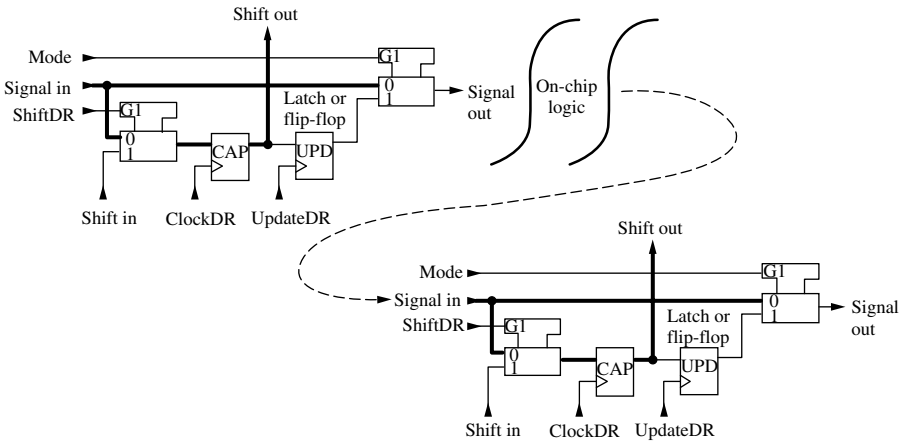 Shift out
Mode
G1
Signal in
0
1
Signal
out
ShiftDR
G1
Latch or
flip-flop
0
1
CAP
UPD
Shift in
ClockDR
UpdateDR
On-chip
logic
Shift out
Mode
G1
Signal in
0
1
Signal
out
ShiftDR
G1
Latch or
flip-flop
0
1
CAP
UPD
Shift in
ClockDR
UpdateDR